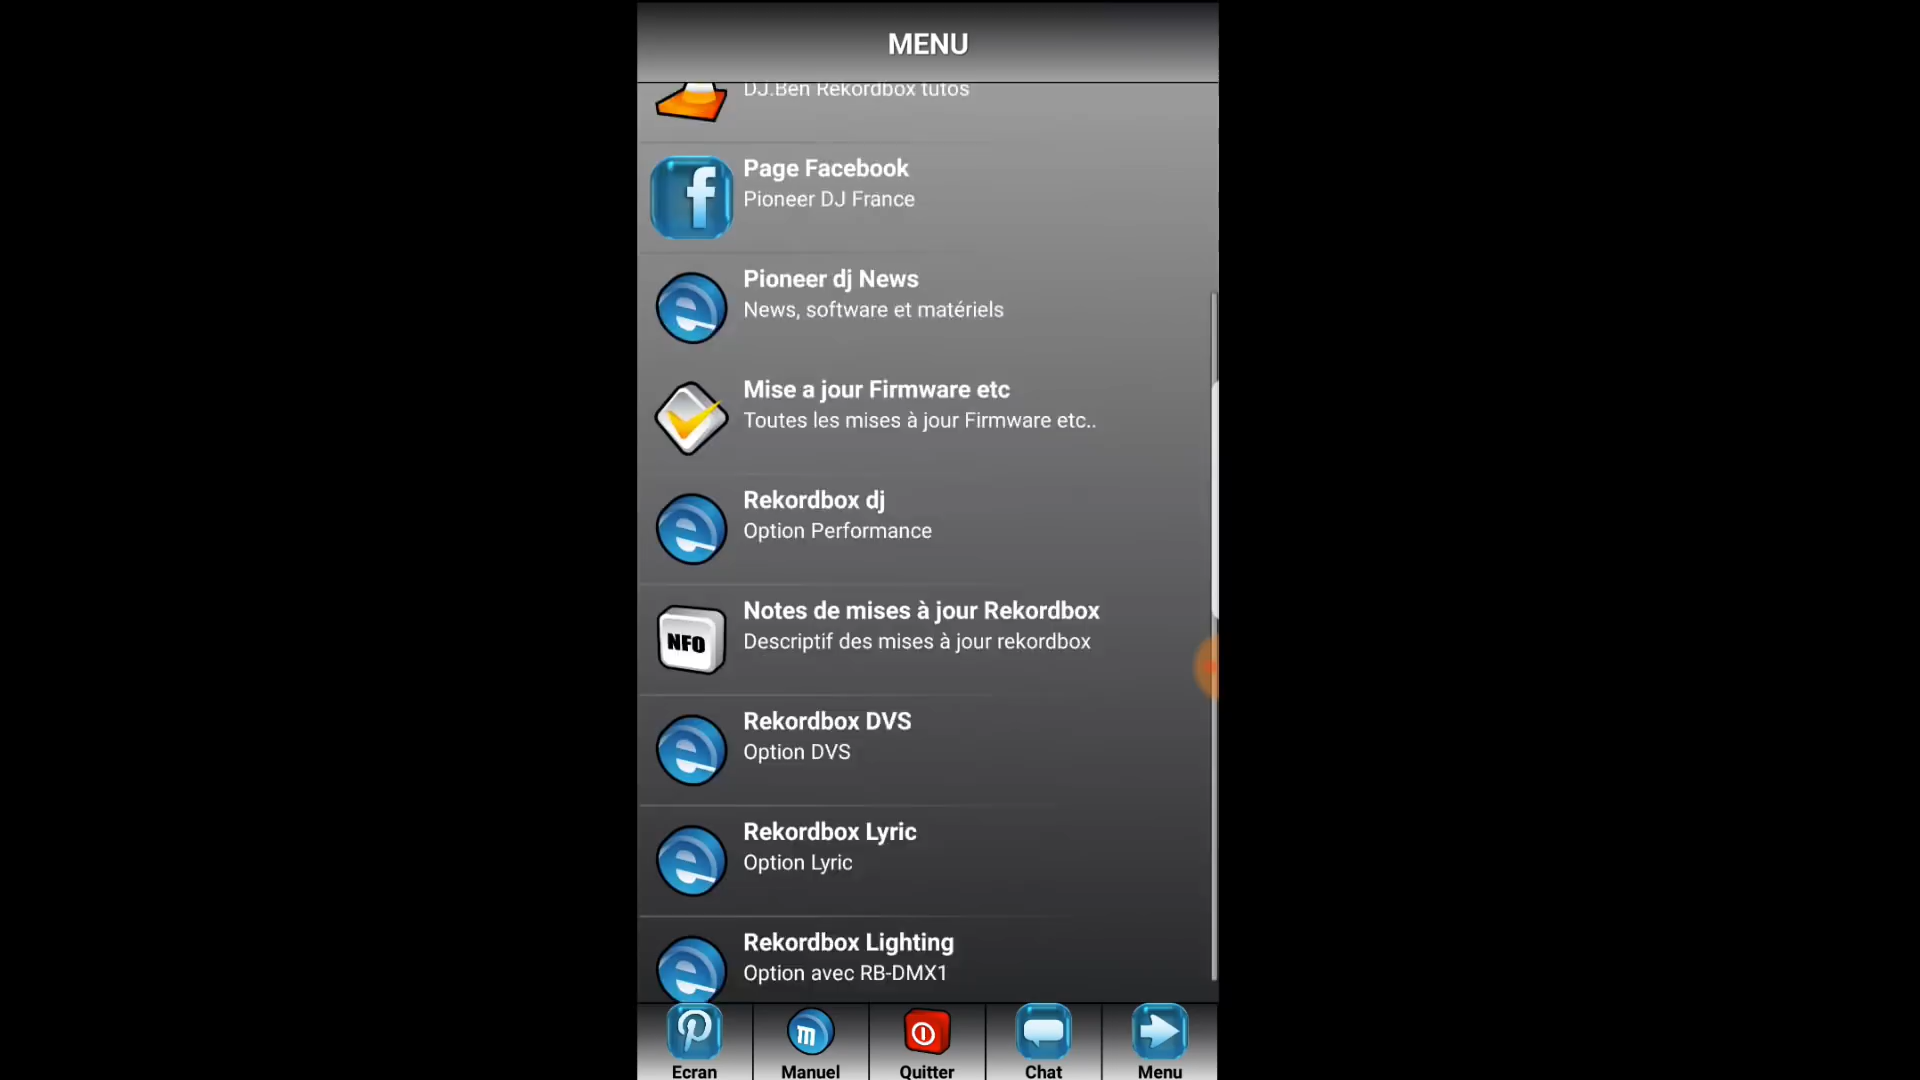 MENU
DJ.Ben Rekordbox tutos
Page Facebook
Pioneer DJ France
Pioneer dj News
News, software et matériels
Mise a jour Firmware etc
Toutes les mises à jour Firmware etc..
Rekordbox dj
Option Performance
NFO
Notes de mises à jour Rekordbox
Descriptif des mises à jour rekordbox
Rekordbox DVS
Option DVS
Rekordbox Lyric
Option Lyric
Rekordbox Lighting
Option avec RB-DMX1
Ecran
Manuel
Quitter
Chat
Menu